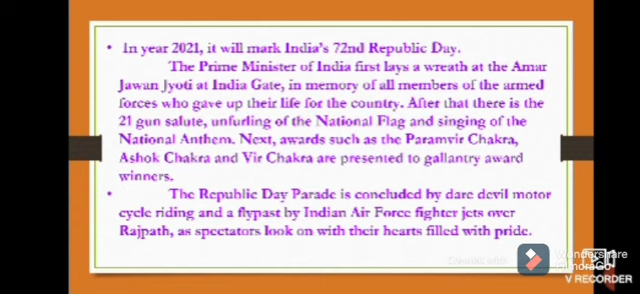 • In year 2021, it will mark India's 72nd Republic Day.
The Prime Minister of India first lays a wreath at the Amar
Jawan Jyoti at India Gate, in memory of all members of the armed
forces who gave up their life for the country. After that there is the
21 gun salute, unfurling of the National Flag and singing of the
National Anthem. Next, awards such as the Paramvir Chakra,
Ashok Chakra and Vir Chakra are presented to gallantry award
winners.
• The Republic Day Parade is concluded by dare devil motor
cycle riding and a flypast by Indian Air Force fighter jets over
Rajpath, as spectators look on with their hearts filled with pride.
Created with
Wondershare
FilmoraGo
V RECORDER